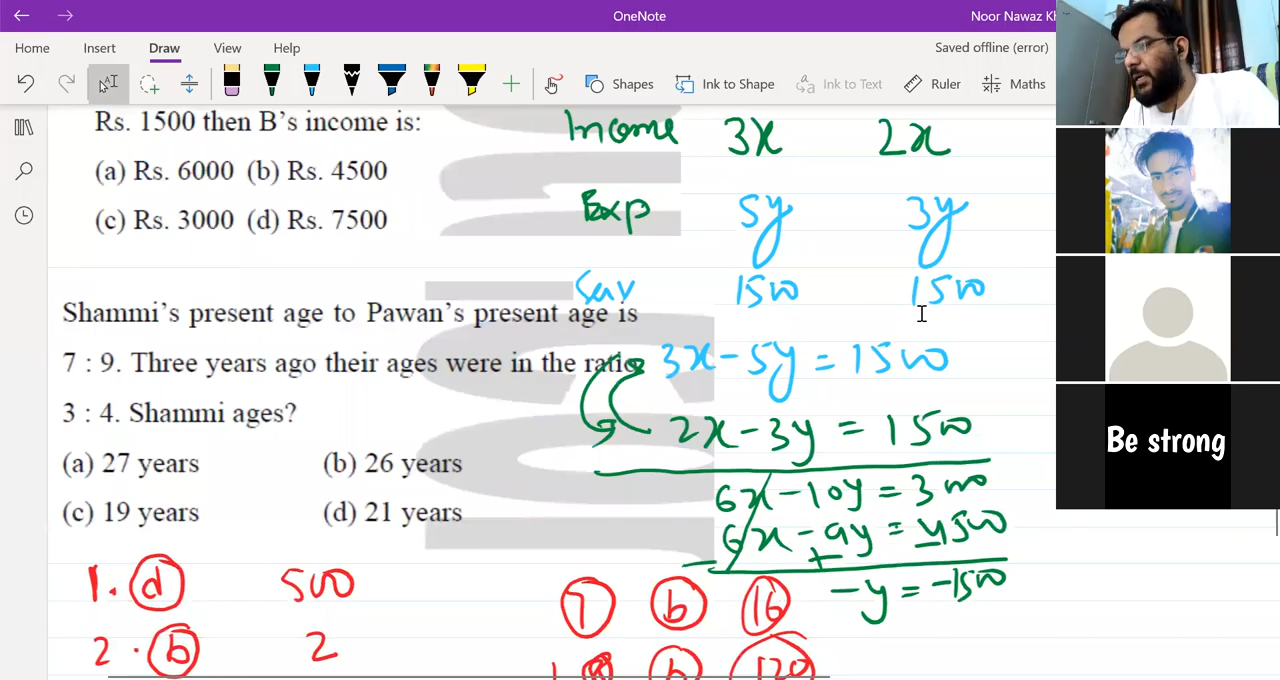 OneNote
Noor Nawaz Kh
Home Insert Draw View Help
Saved offline (error)
Shapes Ink to Shape Ink to Text Ruler Maths
Rs. 1500 then B's income is:
(a) Rs. 6000 (b) Rs. 4500
(c) Rs. 3000 (d) Rs. 7500
Income 3x 2x
Exp 5y 3y
Sav 1500 1500
Shammi's present age to Pawan's present age is
7 : 9. Three years ago their ages were in the ratio
3 : 4. Shammi ages?
(a) 27 years (b) 26 years
(c) 19 years (d) 21 years
3x - 5y = 1500
2x - 3y = 1500
6x - 10y = 3000
6x - 9y = 4500
- +
-y = -1500
1. d 500
2. b 2
7 b 16
b 120
Be strong